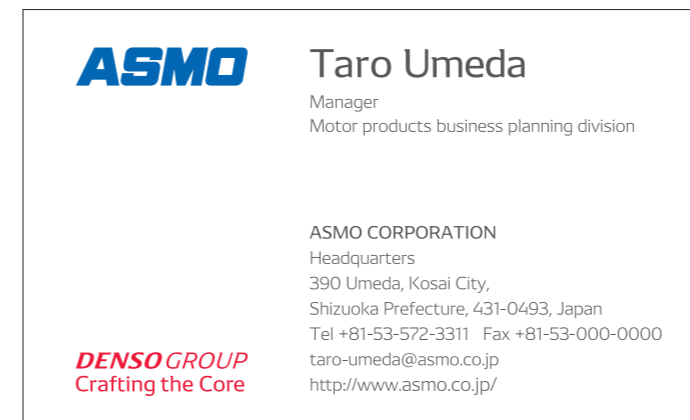 ASMO
Taro Umeda
Manager
Motor products business planning division
ASMO CORPORATION
Headquarters
390 Umeda, Kosai City,
Shizuoka Prefecture, 431-0493, Japan
Tel +81-53-572-3311 Fax +81-53-000-0000
taro-umeda@asmo.co.jp
http://www.asmo.co.jp/
DENSO GROUP
Crafting the Core